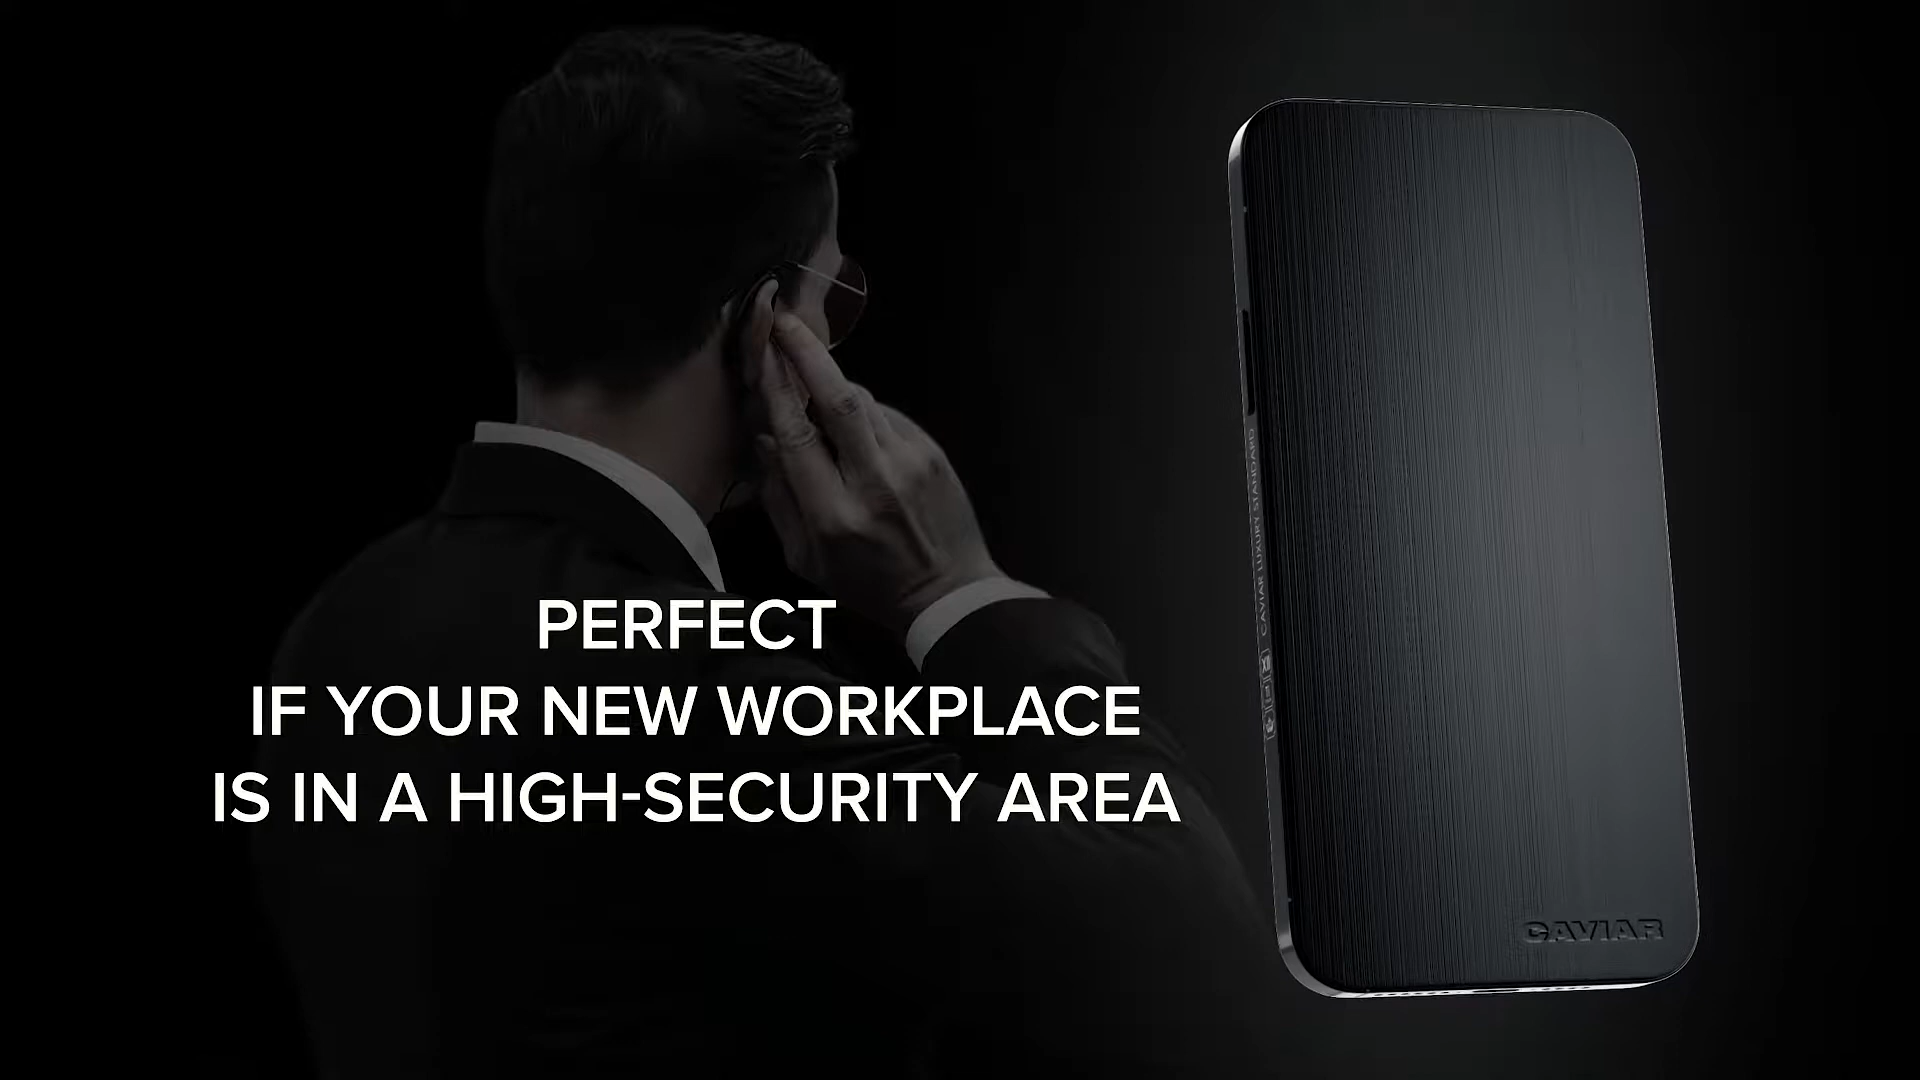 PERFECT
IF YOUR NEW WORKPLACE
IS IN A HIGH-SECURITY AREA
CAVIAR LUXURY STANDARD
CAVIAR